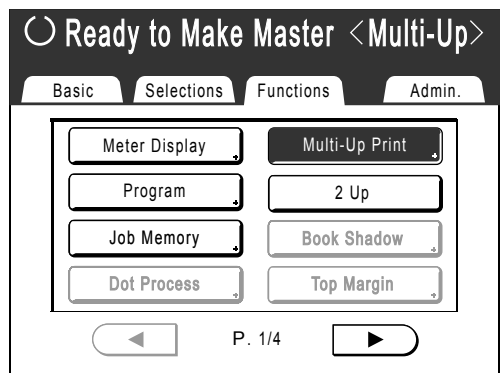 Ready to Make Master <Multi-Up>
Basic Selections Functions Admin.
Meter Display Multi-Up Print
Program 2 Up
Job Memory Book Shadow
Dot Process Top Margin
P. 1/4